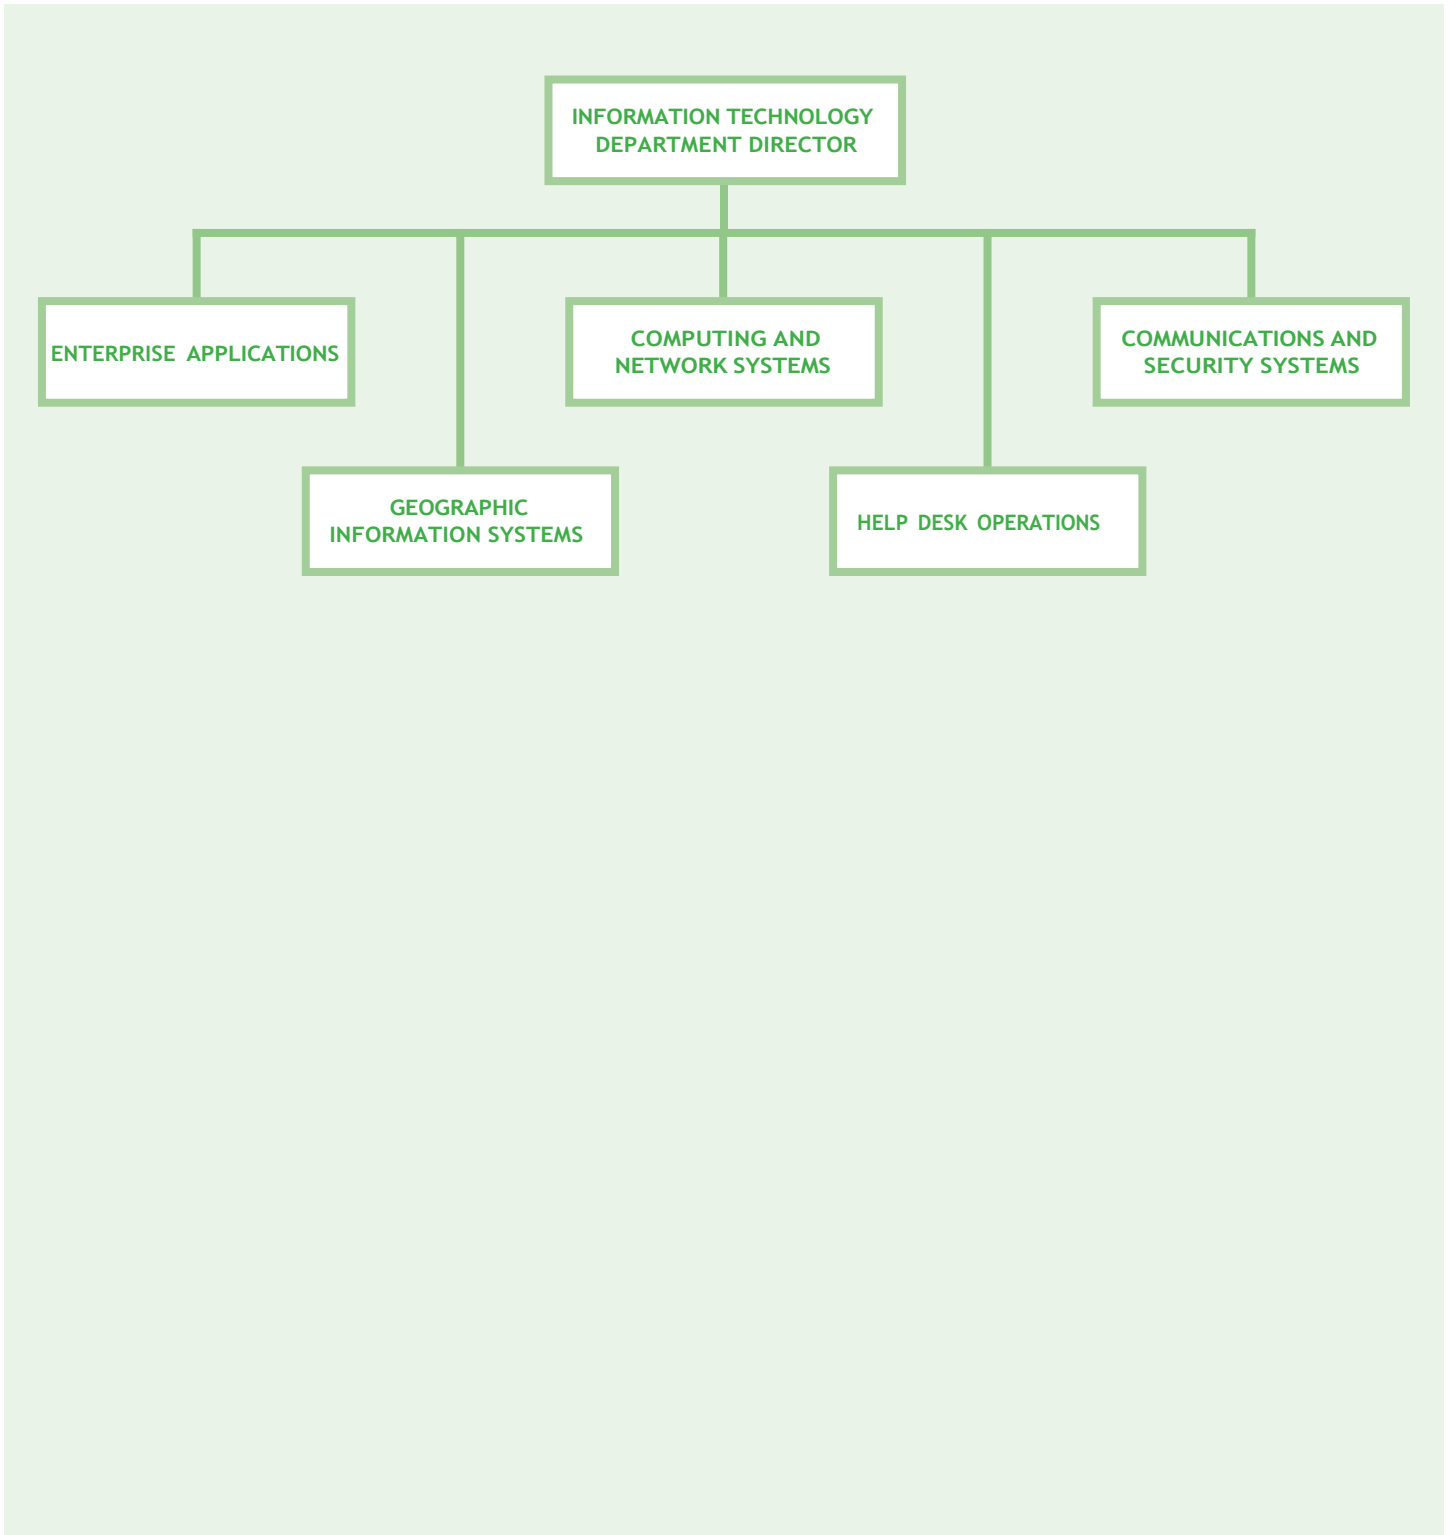 INFORMATION TECHNOLOGY
DEPARTMENT DIRECTOR
ENTERPRISE APPLICATIONS
COMPUTING AND
NETWORK SYSTEMS
COMMUNICATIONS AND
SECURITY SYSTEMS
GEOGRAPHIC
INFORMATION SYSTEMS
HELP DESK OPERATIONS